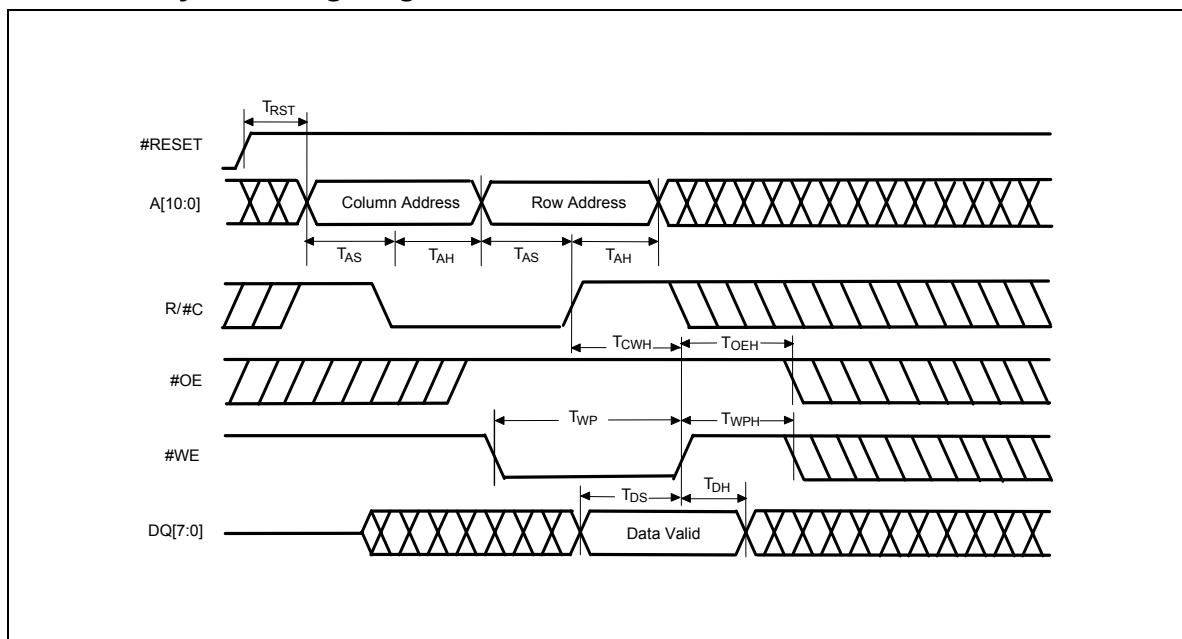 TRST
#RESET
A[10:0]
Column Address
Row Address
TAS
TAH
TAS
TAH
R/#C
TCWH
TOEH
#OE
TWP
TWPH
#WE
TDS
TDH
DQ[7:0]
Data Valid